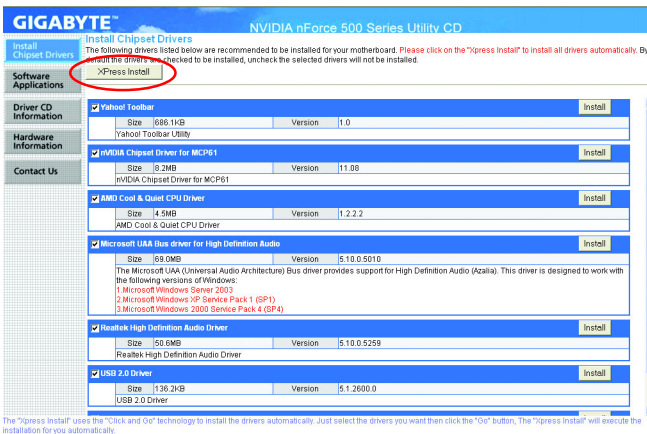 GIGABYTE™
NVIDIA nForce 500 Series Utility CD
Install
Chipset Drivers
Software
Applications
Driver CD
Information
Hardware
Information
Contact Us
Install Chipset Drivers
The following drivers listed below are recommended to be installed for your motherboard. Please click on the "Xpress Install" to install all drivers automatically. By
default the drivers are checked to be installed, uncheck the selected drivers will not be installed.
XPress Install
Yahoo! Toolbar Install
Size 686.1KB Version 1.0
Yahoo! Toolbar Utility
nVIDIA Chipset Driver for MCP61 Install
Size 8.2MB Version 11.08
nVIDIA Chipset Driver for MCP61
AMD Cool & Quiet CPU Driver Install
Size 4.5MB Version 1.2.2.2
AMD Cool & Quiet CPU Driver
Microsoft UAA Bus driver for High Definition Audio Install
Size 69.0MB Version 5.10.0.5010
The Microsoft UAA (Universal Audio Architecture) Bus driver provides support for High Definition Audio (Azalia). This driver is designed to work with
the following versions of Windows:
1.Microsoft Windows Server 2003
2.Microsoft Windows XP Service Pack 1 (SP1)
3.Microsoft Windows 2000 Service Pack 4 (SP4)
Realtek High Definition Audio Driver Install
Size 50.6MB Version 5.10.0.5259
Realtek High Definition Audio Driver
USB 2.0 Driver Install
Size 136.2KB Version 5.1.2600.0
USB 2.0 Driver
The "Xpress Install" uses the "Click and Go" technology to install the drivers automatically. Just select the drivers you want then click the "Go" button, The "Xpress Install" will execute the
installation for you automatically.